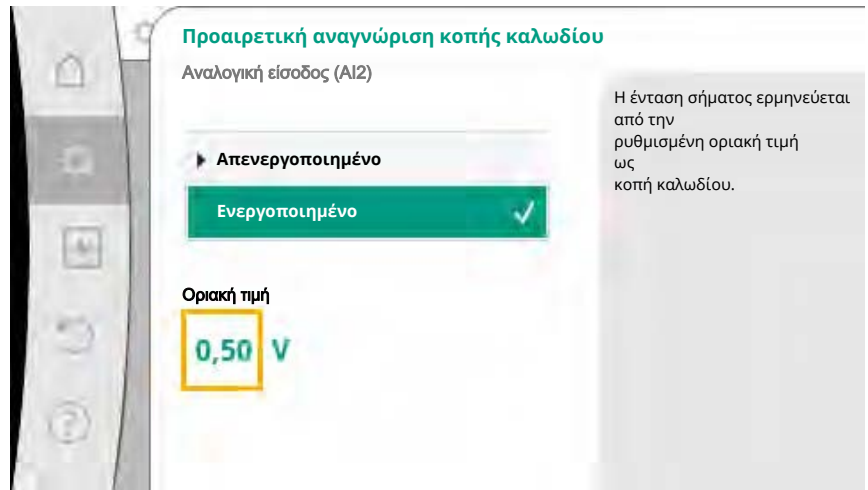 Προαιρετική αναγνώριση κοπής καλωδίου
Αναλογική είσοδος (AI2)
Απενεργοποιημένο
Ενεργοποιημένο
Οριακή τιμή
0,50 V
Η ένταση σήματος ερμηνεύεται
από την
ρυθμισμένη οριακή τιμή
ως
κοπή καλωδίου.